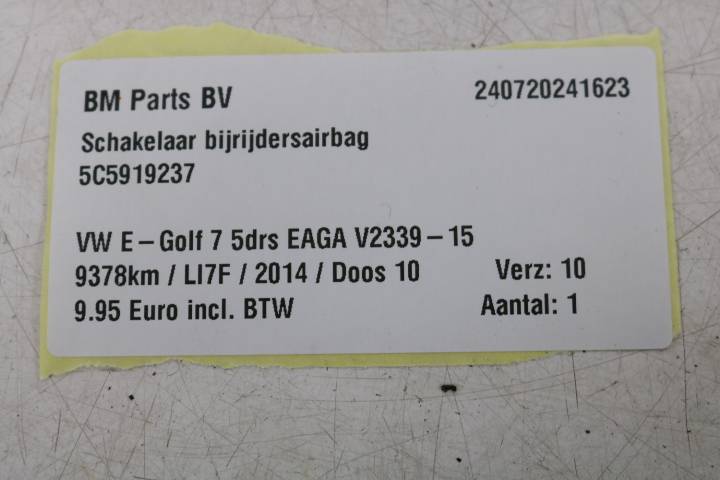 BM Parts BV 240720241623
Schakelaar bijrijdersairbag
5C5919237
VW E-Golf 7 5drs EAGA V2339-15
9378km / LI7F / 2014 / Doos 10 Verz: 10
9.95 Euro incl. BTW Aantal: 1